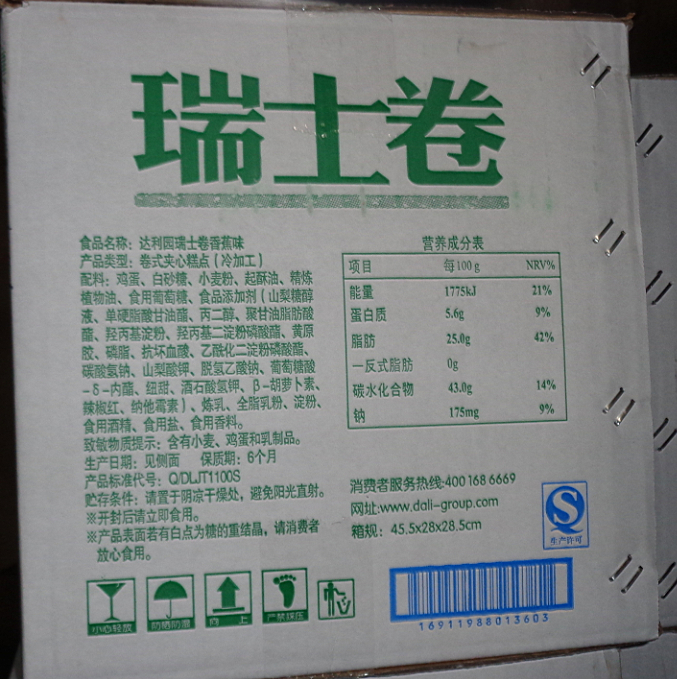 瑞士卷
食品名称：达利园瑞士卷香蕉味
产品类型：卷式夹心糕点（冷加工）
配料：鸡蛋、白砂糖、小麦粉、起酥油、精炼
植物油、食用葡萄糖、食品添加剂（山梨糖醇
液、单硬脂酸甘油酯、丙二醇、聚甘油脂肪酸
酯、羟丙基淀粉、羟丙基二淀粉磷酸酯、黄原
胶、磷脂、抗坏血酸、乙酰化二淀粉磷酸酯、
碳酸氢钠、山梨酸钾、脱氢乙酸钠、葡萄糖酸
-δ-内酯、纽甜、酒石酸氢钾、β-胡萝卜素、
辣椒红、纳他霉素）、炼乳、全脂乳粉、淀粉、
食用酒精、食用盐、食用香料。
致敏物质提示：含有小麦、鸡蛋和乳制品。
生产日期：见侧面 保质期：6个月
产品标准代号：Q/DLJT1100S
贮存条件：请置于阴凉干燥处，避免阳光直射。
※开封后请立即食用。
※产品表面若有白点为糖的重结晶，请消费者
放心食用。
营养成分表
项目 每100g NRV%
能量 1775kJ 21%
蛋白质 5.6g 9%
脂肪 25.0g 42%
一反式脂肪 0g
碳水化合物 43.0g 14%
钠 175mg 9%
消费者服务热线:400 168 6669
网址:www.dali-group.com
箱规：45.5x28x28.5cm
生产许可
小心轻放 防晒防潮 向 上 严禁踩压
16911988013603